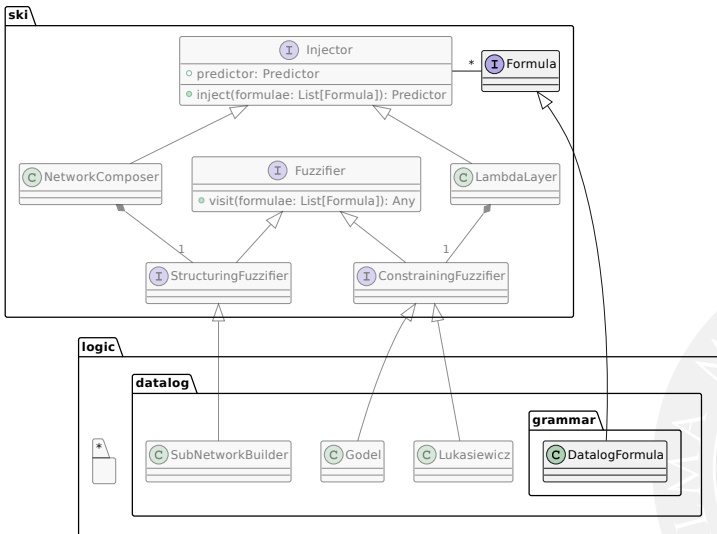 ski
I Injector
predictor: Predictor
inject(formulae: List[Formula]): Predictor
*
I Formula
C NetworkComposer
I Fuzzifier
visit(formulae: List[Formula]): Any
C LambdaLayer
1
1
I StructuringFuzzifier
I ConstrainingFuzzifier
logic
datalog
grammar
*
C SubNetworkBuilder
C Godel
C Lukasiewicz
C DatalogFormula